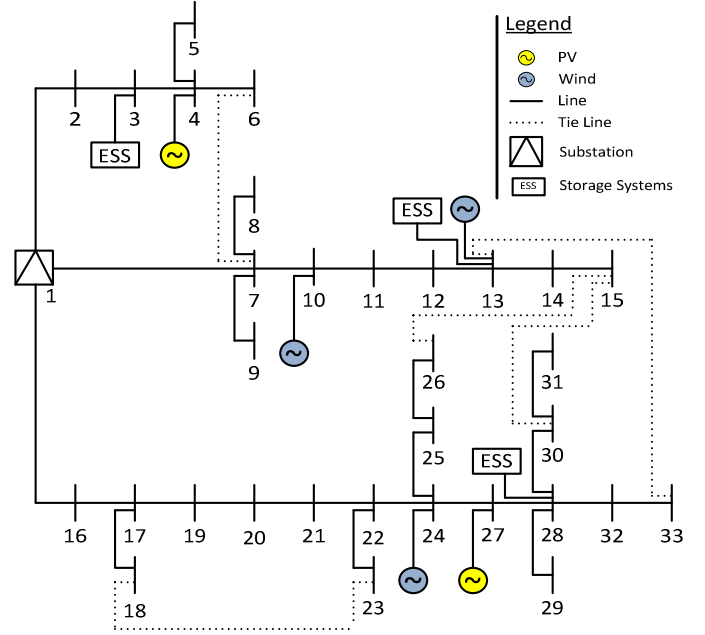 Legend
PV
Wind
Line
Tie Line
Substation
ESS Storage Systems
5
2 3 4 6
ESS
8
ESS
1
7 10 11 12 13 14 15
9
26 31
25 30
ESS
16 17 19 20 21 22 24 27 28 32 33
18 23 29